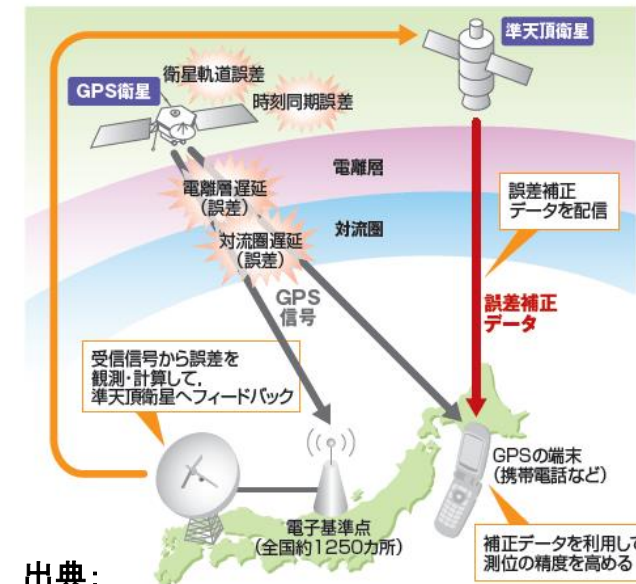 準天頂衛星
GPS衛星
衛星軌道誤差
時刻同期誤差
電離層
電離層遅延
(誤差)
対流圏
対流圏遅延
(誤差)
誤差補正
データを配信
GPS
信号
誤差補正
データ
受信信号から誤差を
観測・計算して,
準天頂衛星へフィードバック
GPSの端末
(携帯電話など)
電子基準点
(全国約1250カ所)
補正データを利用して
測位の精度を高める
出典: